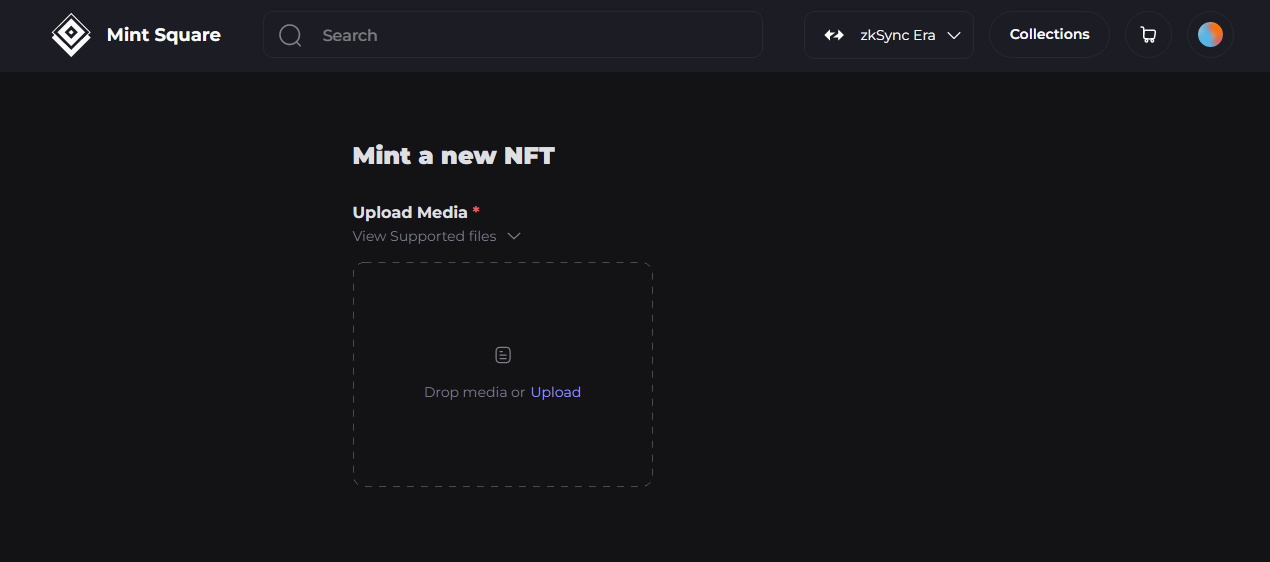 Mint Square
Search
zkSync Era
Collections
Mint a new NFT
Upload Media *
View Supported files
Drop media or Upload